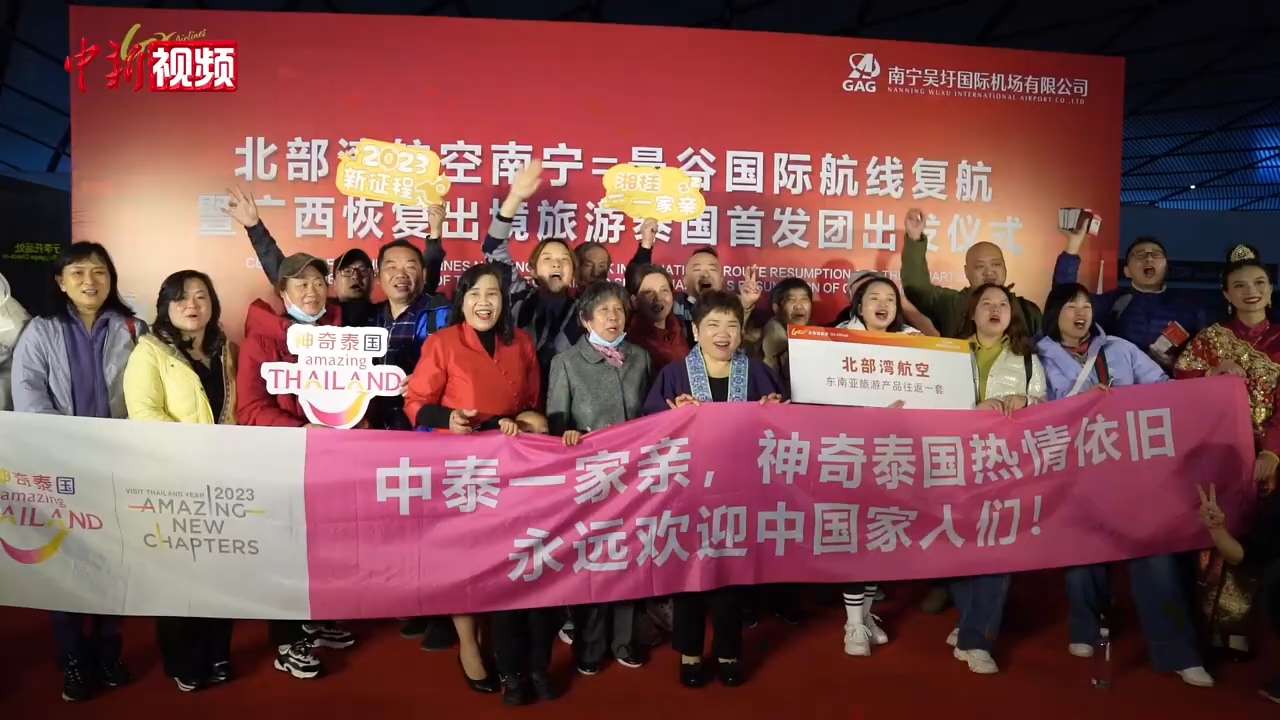 中新视频
Airlines
GAG
南宁吴圩国际机场有限公司
NANNING WUXU INTERNATIONAL AIRPORT CO.,LTD
北部湾航空南宁=曼谷国际航线复航
暨广西恢复出境旅游泰国首发团出发仪式
2023
新征程
湘桂
一家亲
神奇泰国
amazing
THAILAND
北部湾航空
东南亚旅游产品往返一套
神奇泰国
amazing
AILAND
VISIT THAILAND YEAR 2023
AMAZING
NEW
CHAPTERS
中泰一家亲，神奇泰国热情依旧
永远欢迎中国家人们！